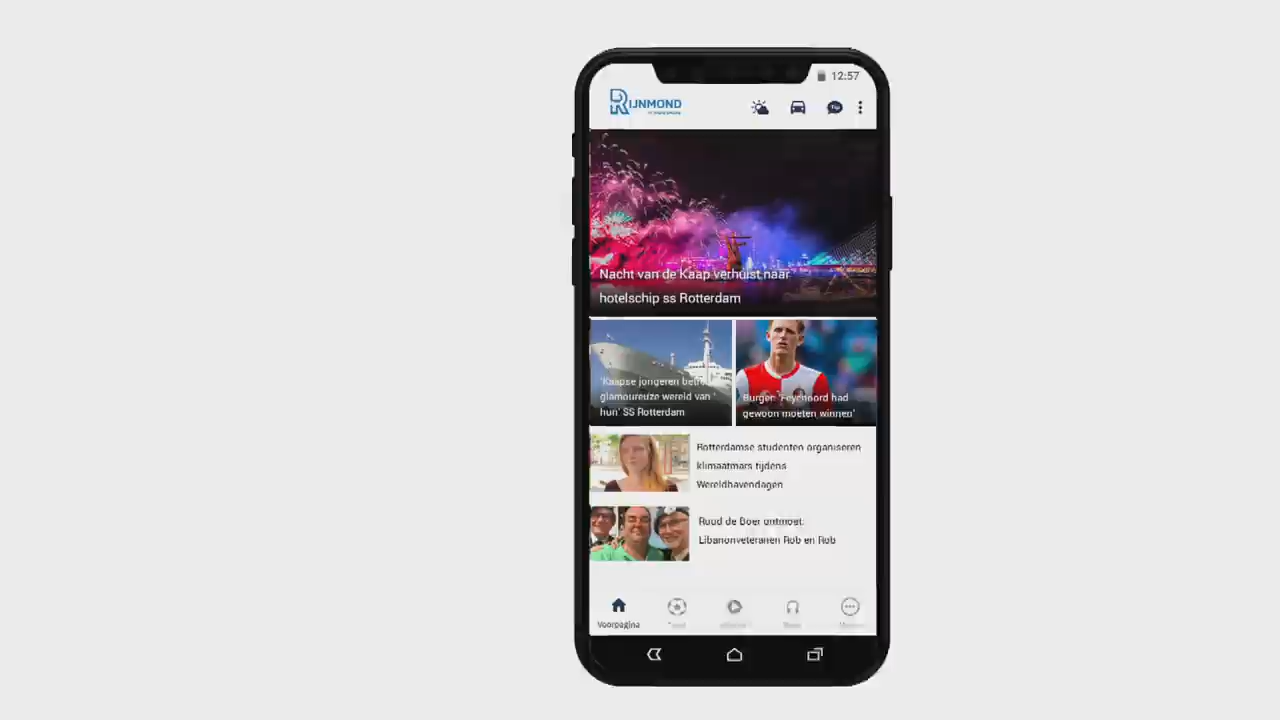 12:57
RIJNMOND
Tip
Nacht van de Kaap verhuist naar
hotelschip ss Rotterdam
'Kaapse jongeren
glamoureuze wereld van '
hun' SS Rotterdam
Burger: 'Feyenoord had
gewoon moeten winnen'
Rotterdamse studenten organiseren
klimaatmars tijdens
Wereldhavendagen
Ruud de Boer ontmoet:
Libanonveteranen Rob en Rob
Voorpagina